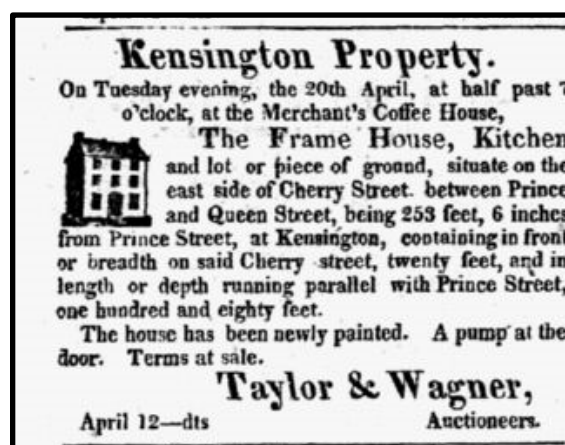 Kensington Property.
On Tuesday evening, the 20th April, at half past 7
o'clock, at the Merchant's Coffee House,
The Frame House, Kitchen
and lot or piece of ground, situate on the
east side of Cherry Street. between Prince
and Queen Street, being 253 feet, 6 inches
from Prince Street, at Kensington, containing in front
or breadth on said Cherry street, twenty feet, and in
length or depth running parallel with Prince Street,
one hundred and eighty feet.
The house has been newly painted. A pump at the
door. Terms at sale.
Taylor & Wagner,
April 12—dts Auctioneers.